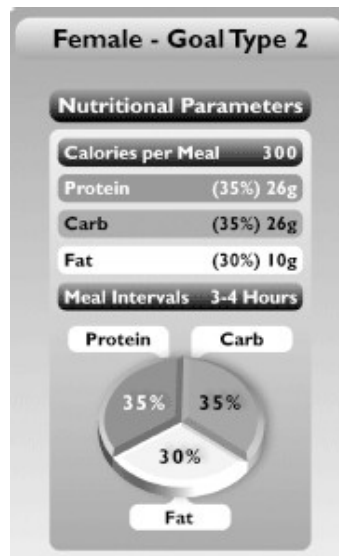 Female - Goal Type 2
Nutritional Parameters
Calories per Meal 300
Protein (35%) 26g
Carb (35%) 26g
Fat (30%) 10g
Meal Intervals 3-4 Hours
Protein Carb
35% 35%
30%
Fat